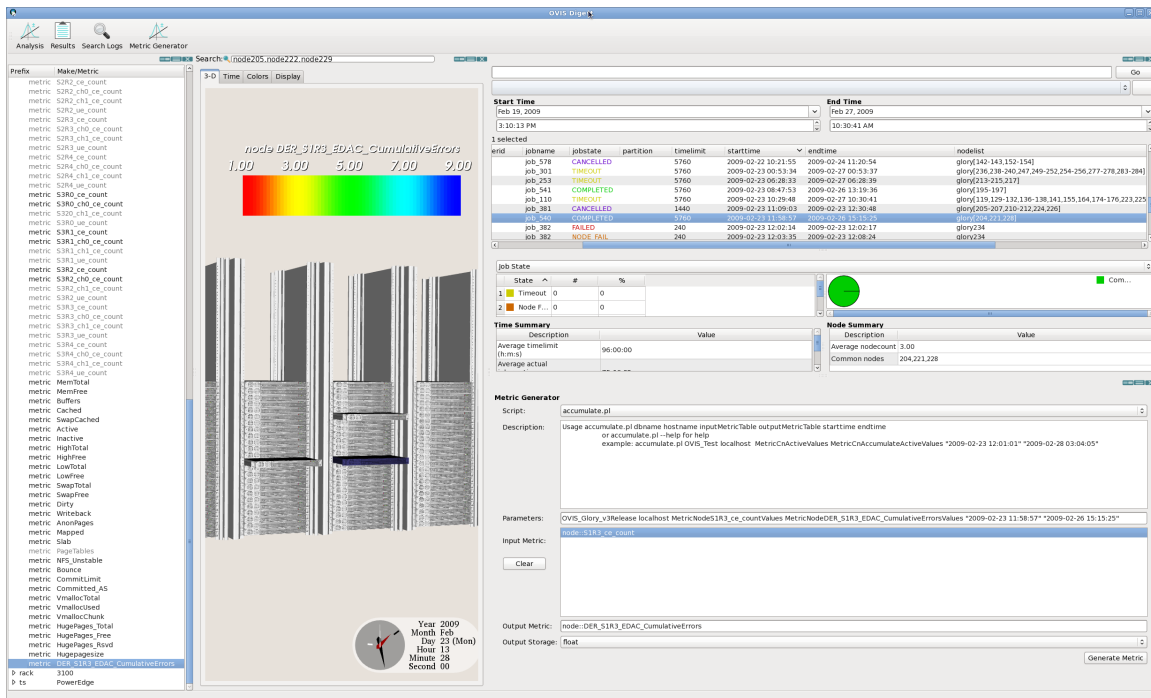 OVIS Digest
Analysis Results Search Logs Metric Generator
Search: node205,node222,node229
Prefix Make/Metric
metric S2R2_ce_count
metric S2R2_ch0_ce_count
metric S2R2_ch1_ce_count
metric S2R2_ue_count
metric S2R3_ce_count
metric S2R3_ch0_ce_count
metric S2R3_ch1_ce_count
metric S2R3_ue_count
metric S2R4_ce_count
metric S2R4_ch0_ce_count
metric S2R4_ch1_ce_count
metric S2R4_ue_count
metric S3R0_ce_count
metric S3R0_ch0_ce_count
metric S320_ch1_ce_count
metric S3R0_ue_count
metric S3R1_ce_count
metric S3R1_ch0_ce_count
metric S3R1_ch1_ce_count
metric S3R1_ue_count
metric S3R2_ce_count
metric S3R2_ch0_ce_count
metric S3R2_ch1_ce_count
metric S3R2_ue_count
metric S3R3_ce_count
metric S3R3_ch0_ce_count
metric S3R3_ch1_ce_count
metric S3R3_ue_count
metric S3R4_ce_count
metric S3R4_ch0_ce_count
metric S3R4_ch1_ce_count
metric S3R4_ue_count
metric MemTotal
metric MemFree
metric Buffers
metric Cached
metric SwapCached
metric Active
metric Inactive
metric HighTotal
metric HighFree
metric LowTotal
metric LowFree
metric SwapTotal
metric SwapFree
metric Dirty
metric Writeback
metric AnonPages
metric Mapped
metric Slab
metric PageTables
metric NFS_Unstable
metric Bounce
metric CommitLimit
metric Committed_AS
metric VmallocTotal
metric VmallocUsed
metric VmallocChunk
metric HugePages_Total
metric HugePages_Free
metric HugePages_Rsvd
metric Hugepagesize
metric DER_S1R3_EDAC_CumulativeErrors
rack 3100
ts PowerEdge
3-D Time Colors Display
node DER_S1R3_EDAC_CumulativeErrors
1.00 3.00 5.00 7.00 9.00
Year 2009
Month Feb
Day 23 (Mon)
Hour 13
Minute 28
Second 00
Go
Start Time End Time
Feb 19, 2009 Feb 27, 2009
3:10:13 PM 10:30:41 AM
1 selected
erid jobname jobstate partition timelimit starttime endtime nodelist
job_578 CANCELLED 5760 2009-02-22 10:21:55 2009-02-24 11:20:54 glory[142-143,152-154]
job_301 TIMEOUT 5760 2009-02-23 00:53:34 2009-02-27 00:53:37 glory[236,238-240,247,249-252,254-256,277-278,283-284]
job_253 TIMEOUT 5760 2009-02-23 06:28:33 2009-02-27 06:28:39 glory[213-215,217]
job_541 COMPLETED 5760 2009-02-23 08:47:53 2009-02-26 13:19:36 glory[195-197]
job_110 TIMEOUT 5760 2009-02-23 10:29:48 2009-02-27 10:30:41 glory[119,129-132,136-138,141,155,164,174-176,223,225
job_381 CANCELLED 1440 2009-02-23 11:09:03 2009-02-23 12:30:48 glory[205-207,210-212,224,226]
job_540 COMPLETED 5760 2009-02-23 11:58:57 2009-02-26 15:15:25 glory[204,221,228]
job_382 FAILED 240 2009-02-23 12:02:14 2009-02-23 12:02:17 glory234
job_382 NODE_FAIL 240 2009-02-23 12:03:35 2009-02-23 12:08:24 glory234
Job State
State # %
1 Timeout 0 0
2 Node F... 0 0
Com...
Time Summary
Description Value
Average timelimit
(h:m:s) 96:00:00
Average actual
Node Summary
Description Value
Average nodecount 3.00
Common nodes 204,221,228
Metric Generator
Script: accumulate.pl
Description: Usage accumulate.pl dbname hostname inputMetricTable outputMetricTable starttime endtime
or accumulate.pl --help for help
example: accumulate.pl OVIS_Test localhost MetricCnActiveValues MetricCnAccumulateActiveValues "2009-02-23 12:01:01" "2009-02-28 03:04:05"
Parameters: OVIS_Glory_v3Release localhost MetricNodeS1R3_ce_countValues MetricNodeDER_S1R3_EDAC_CumulativeErrorsValues "2009-02-23 11:58:57" "2009-02-26 15:15:25"
Input Metric: node::S1R3_ce_count
Clear
Output Metric: node::DER_S1R3_EDAC_CumulativeErrors
Output Storage: float
Generate Metric